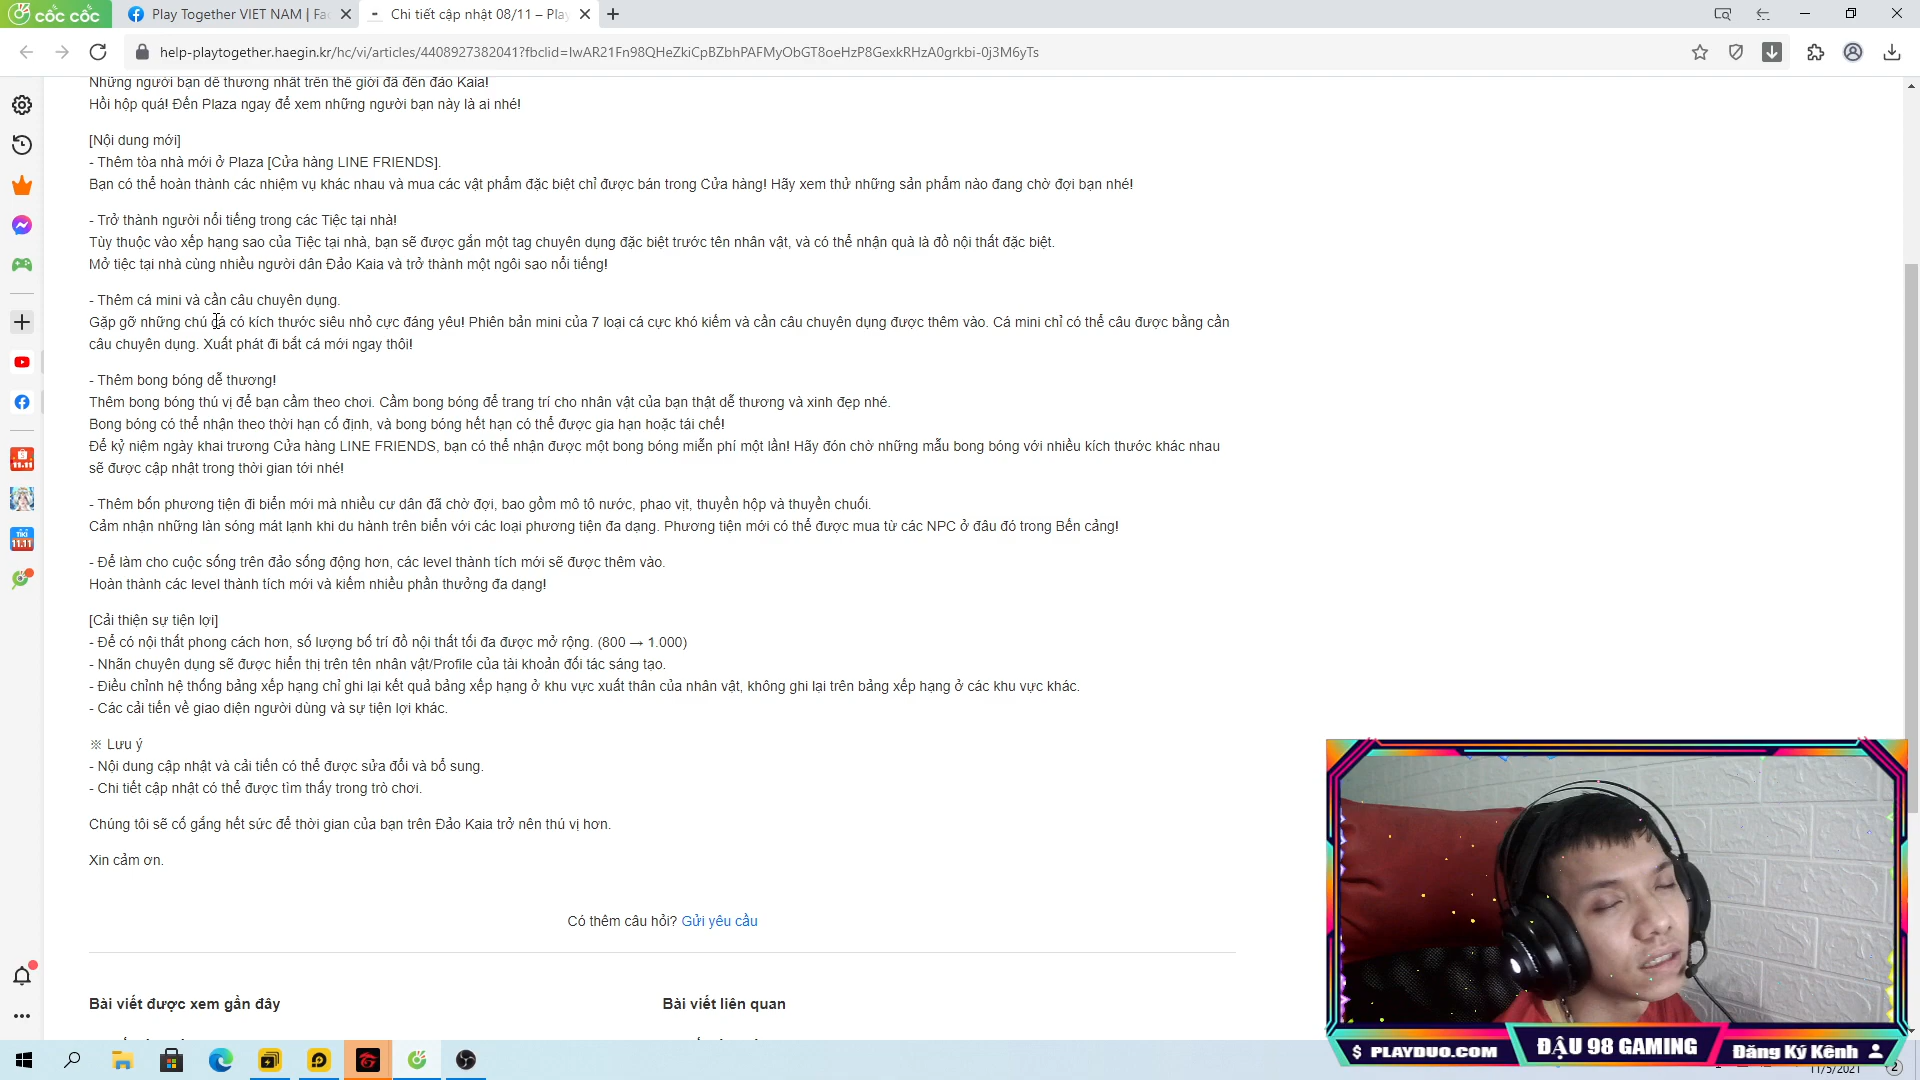 cốc cốc
Play Together VIET NAM | Fac
Chi tiết cập nhật 08/11 – Play
help-playtogether.haegin.kr/hc/vi/articles/4408927382041?fbclid=IwAR21Fn98QHeZkiCpBZbhPAFMyObGT8oeHzP8GexkRHzA0grkbi-0j3M6yTs
Những người bạn dễ thương nhất trên thế giới đã đến đảo Kaia!
Hồi hộp quá! Đến Plaza ngay để xem những người bạn này là ai nhé!
[Nội dung mới]
- Thêm tòa nhà mới ở Plaza [Cửa hàng LINE FRIENDS].
Bạn có thể hoàn thành các nhiệm vụ khác nhau và mua các vật phẩm đặc biệt chỉ được bán trong Cửa hàng! Hãy xem thử những sản phẩm nào đang chờ đợi bạn nhé!
- Trở thành người nổi tiếng trong các Tiệc tại nhà!
Tùy thuộc vào xếp hạng sao của Tiệc tại nhà, bạn sẽ được gắn một tag chuyên dụng đặc biệt trước tên nhân vật, và có thể nhận quà là đồ nội thất đặc biệt.
Mở tiệc tại nhà cùng nhiều người dân Đảo Kaia và trở thành một ngôi sao nổi tiếng!
- Thêm cá mini và cần câu chuyên dụng.
Gặp gỡ những chú cá có kích thước siêu nhỏ cực đáng yêu! Phiên bản mini của 7 loại cá cực khó kiếm và cần câu chuyên dụng được thêm vào. Cá mini chỉ có thể câu được bằng cần
câu chuyên dụng. Xuất phát đi bắt cá mới ngay thôi!
- Thêm bong bóng dễ thương!
Thêm bong bóng thú vị để bạn cầm theo chơi. Cầm bong bóng để trang trí cho nhân vật của bạn thật dễ thương và xinh đẹp nhé.
Bong bóng có thể nhận theo thời hạn cố định, và bong bóng hết hạn có thể được gia hạn hoặc tái chế!
Để kỷ niệm ngày khai trương Cửa hàng LINE FRIENDS, bạn có thể nhận được một bong bóng miễn phí một lần! Hãy đón chờ những mẫu bong bóng với nhiều kích thước khác nhau
sẽ được cập nhật trong thời gian tới nhé!
- Thêm bốn phương tiện đi biển mới mà nhiều cư dân đã chờ đợi, bao gồm mô tô nước, phao vịt, thuyền hộp và thuyền chuối.
Cảm nhận những làn sóng mát lạnh khi du hành trên biển với các loại phương tiện đa dạng. Phương tiện mới có thể được mua từ các NPC ở đâu đó trong Bến cảng!
- Để làm cho cuộc sống trên đảo sống động hơn, các level thành tích mới sẽ được thêm vào.
Hoàn thành các level thành tích mới và kiếm nhiều phần thưởng đa dạng!
[Cải thiện sự tiện lợi]
- Để có nội thất phong cách hơn, số lượng bố trí đồ nội thất tối đa được mở rộng. (800 → 1.000)
- Nhãn chuyên dụng sẽ được hiển thị trên tên nhân vật/Profile của tài khoản đối tác sáng tạo.
- Điều chỉnh hệ thống bảng xếp hạng chỉ ghi lại kết quả bảng xếp hạng ở khu vực xuất thân của nhân vật, không ghi lại trên bảng xếp hạng ở các khu vực khác.
- Các cải tiến về giao diện người dùng và sự tiện lợi khác.
※ Lưu ý
- Nội dung cập nhật và cải tiến có thể được sửa đổi và bổ sung.
- Chi tiết cập nhật có thể được tìm thấy trong trò chơi.
Chúng tôi sẽ cố gắng hết sức để thời gian của bạn trên Đảo Kaia trở nên thú vị hơn.
Xin cảm ơn.
Có thêm câu hỏi? Gửi yêu cầu
Bài viết được xem gần đây
Bài viết liên quan
11.11
TIKI
11.11
$ PLAYDUO.COM
ĐẬU 98 GAMING
Đăng Ký Kênh
11/5/2021
2